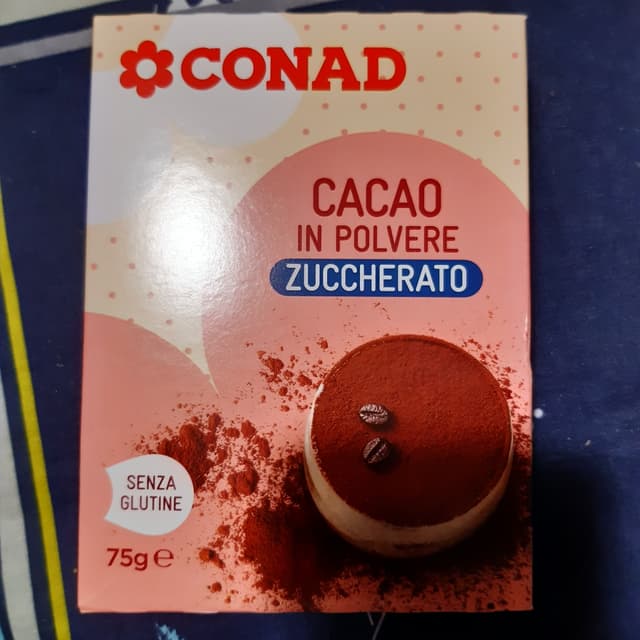 CONAD
CACAO
IN POLVERE
ZUCCHERATO
SENZA
GLUTINE
75g ℮